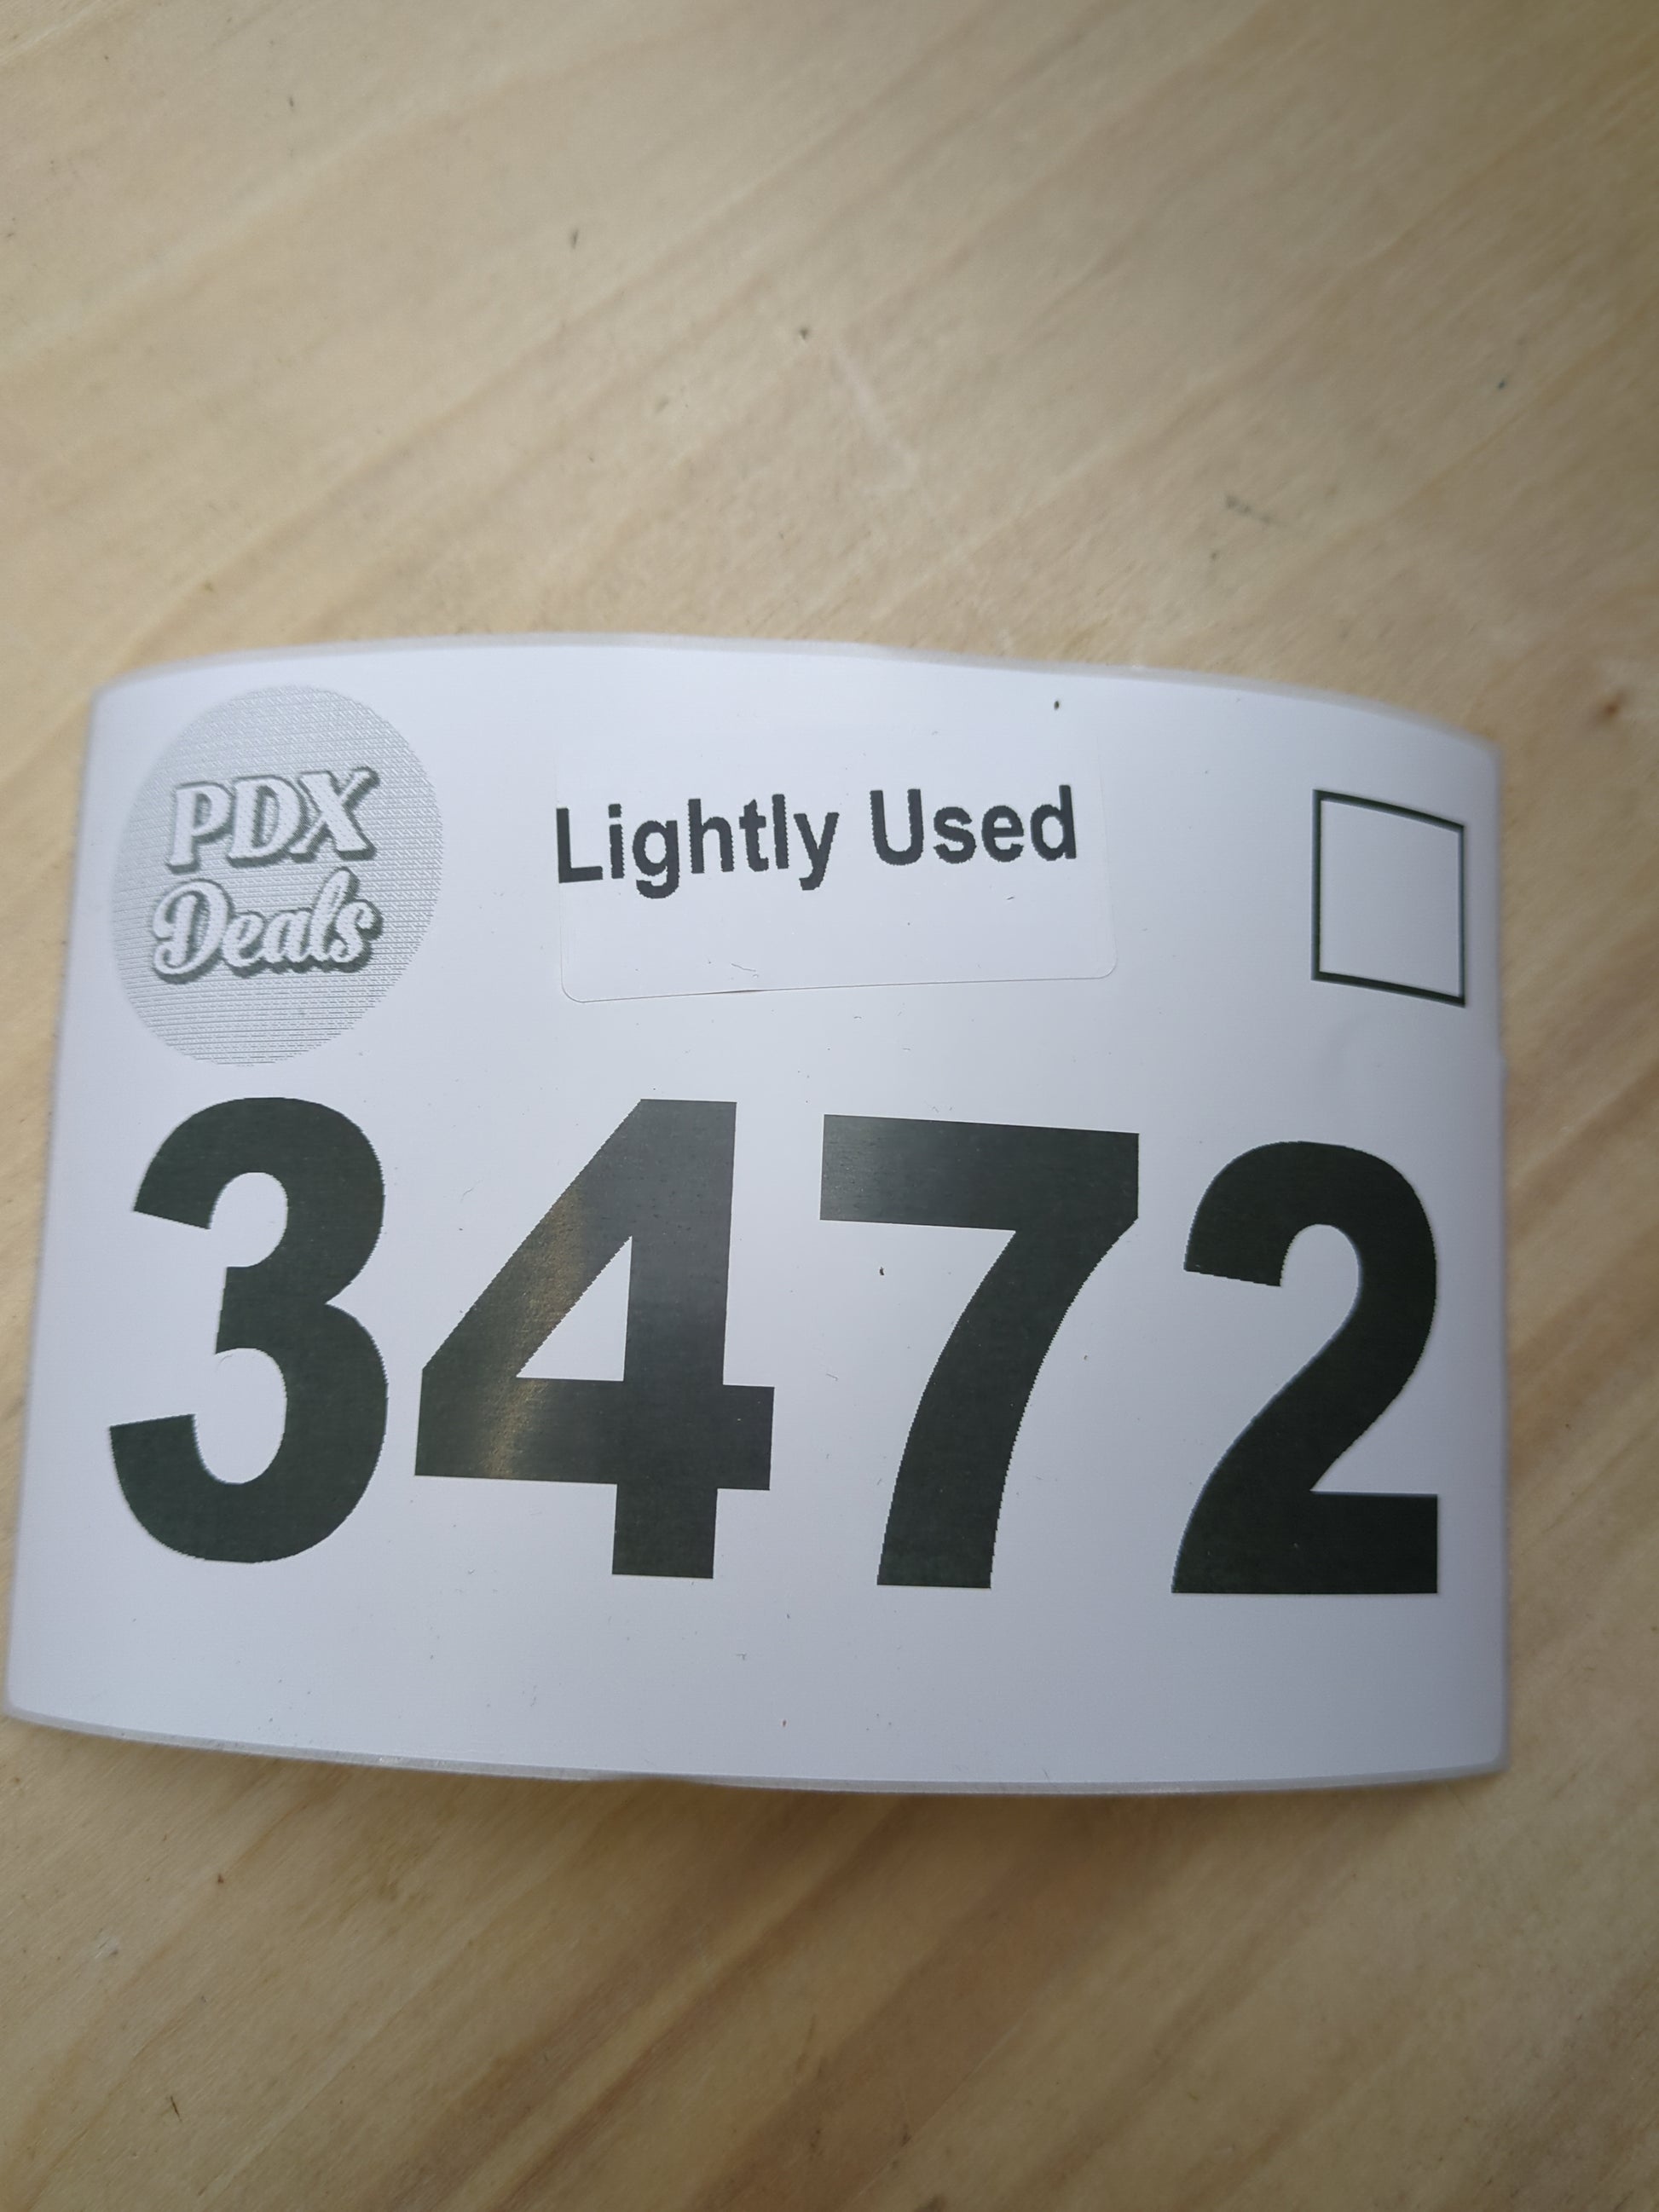 PDX
Deals
Lightly Used
3472